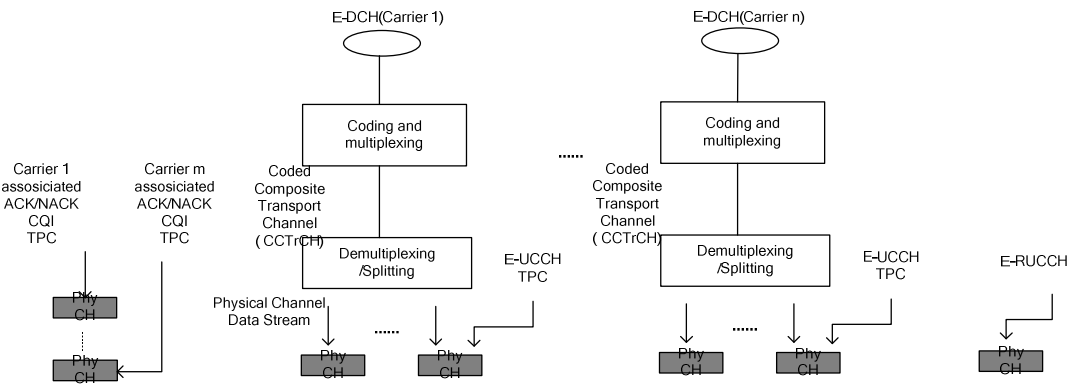 E-DCH(Carrier 1)
E-DCH(Carrier n)
Coding and
multiplexing
Coding and
multiplexing
......
Carrier 1
assosiciated
ACK/NACK
CQI
TPC
Carrier m
assosiciated
ACK/NACK
CQI
TPC
Coded
Composite
Transport
Channel
( CCTrCH)
Coded
Composite
Transport
Channel
( CCTrCH)
Demultiplexing
/Splitting
Demultiplexing
/Splitting
E-UCCH
TPC
E-UCCH
TPC
E-RUCCH
Physical Channel
Data Stream
......
......
Phy
CH
Phy
CH
Phy
CH
Phy
CH
Phy
CH
Phy
CH
Phy
CH